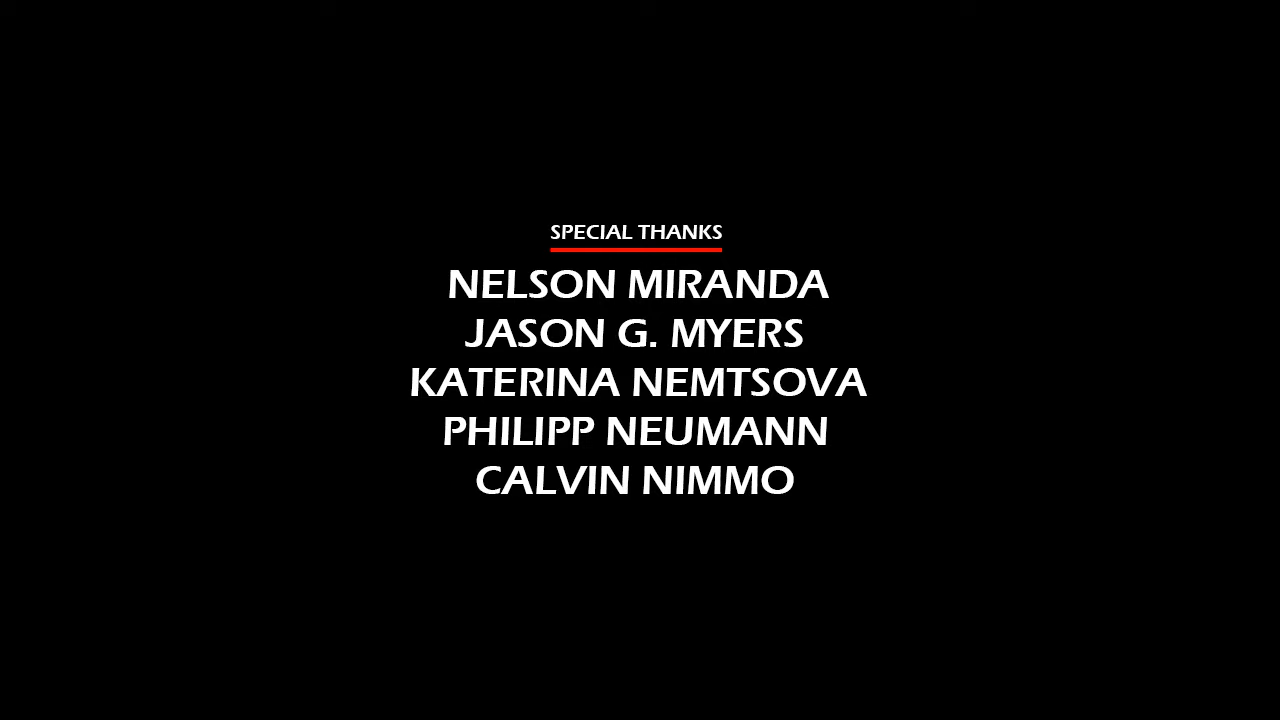 SPECIAL THANKS
NELSON MIRANDA
JASON G. MYERS
KATERINA NEMTSOVA
PHILIPP NEUMANN
CALVIN NIMMO